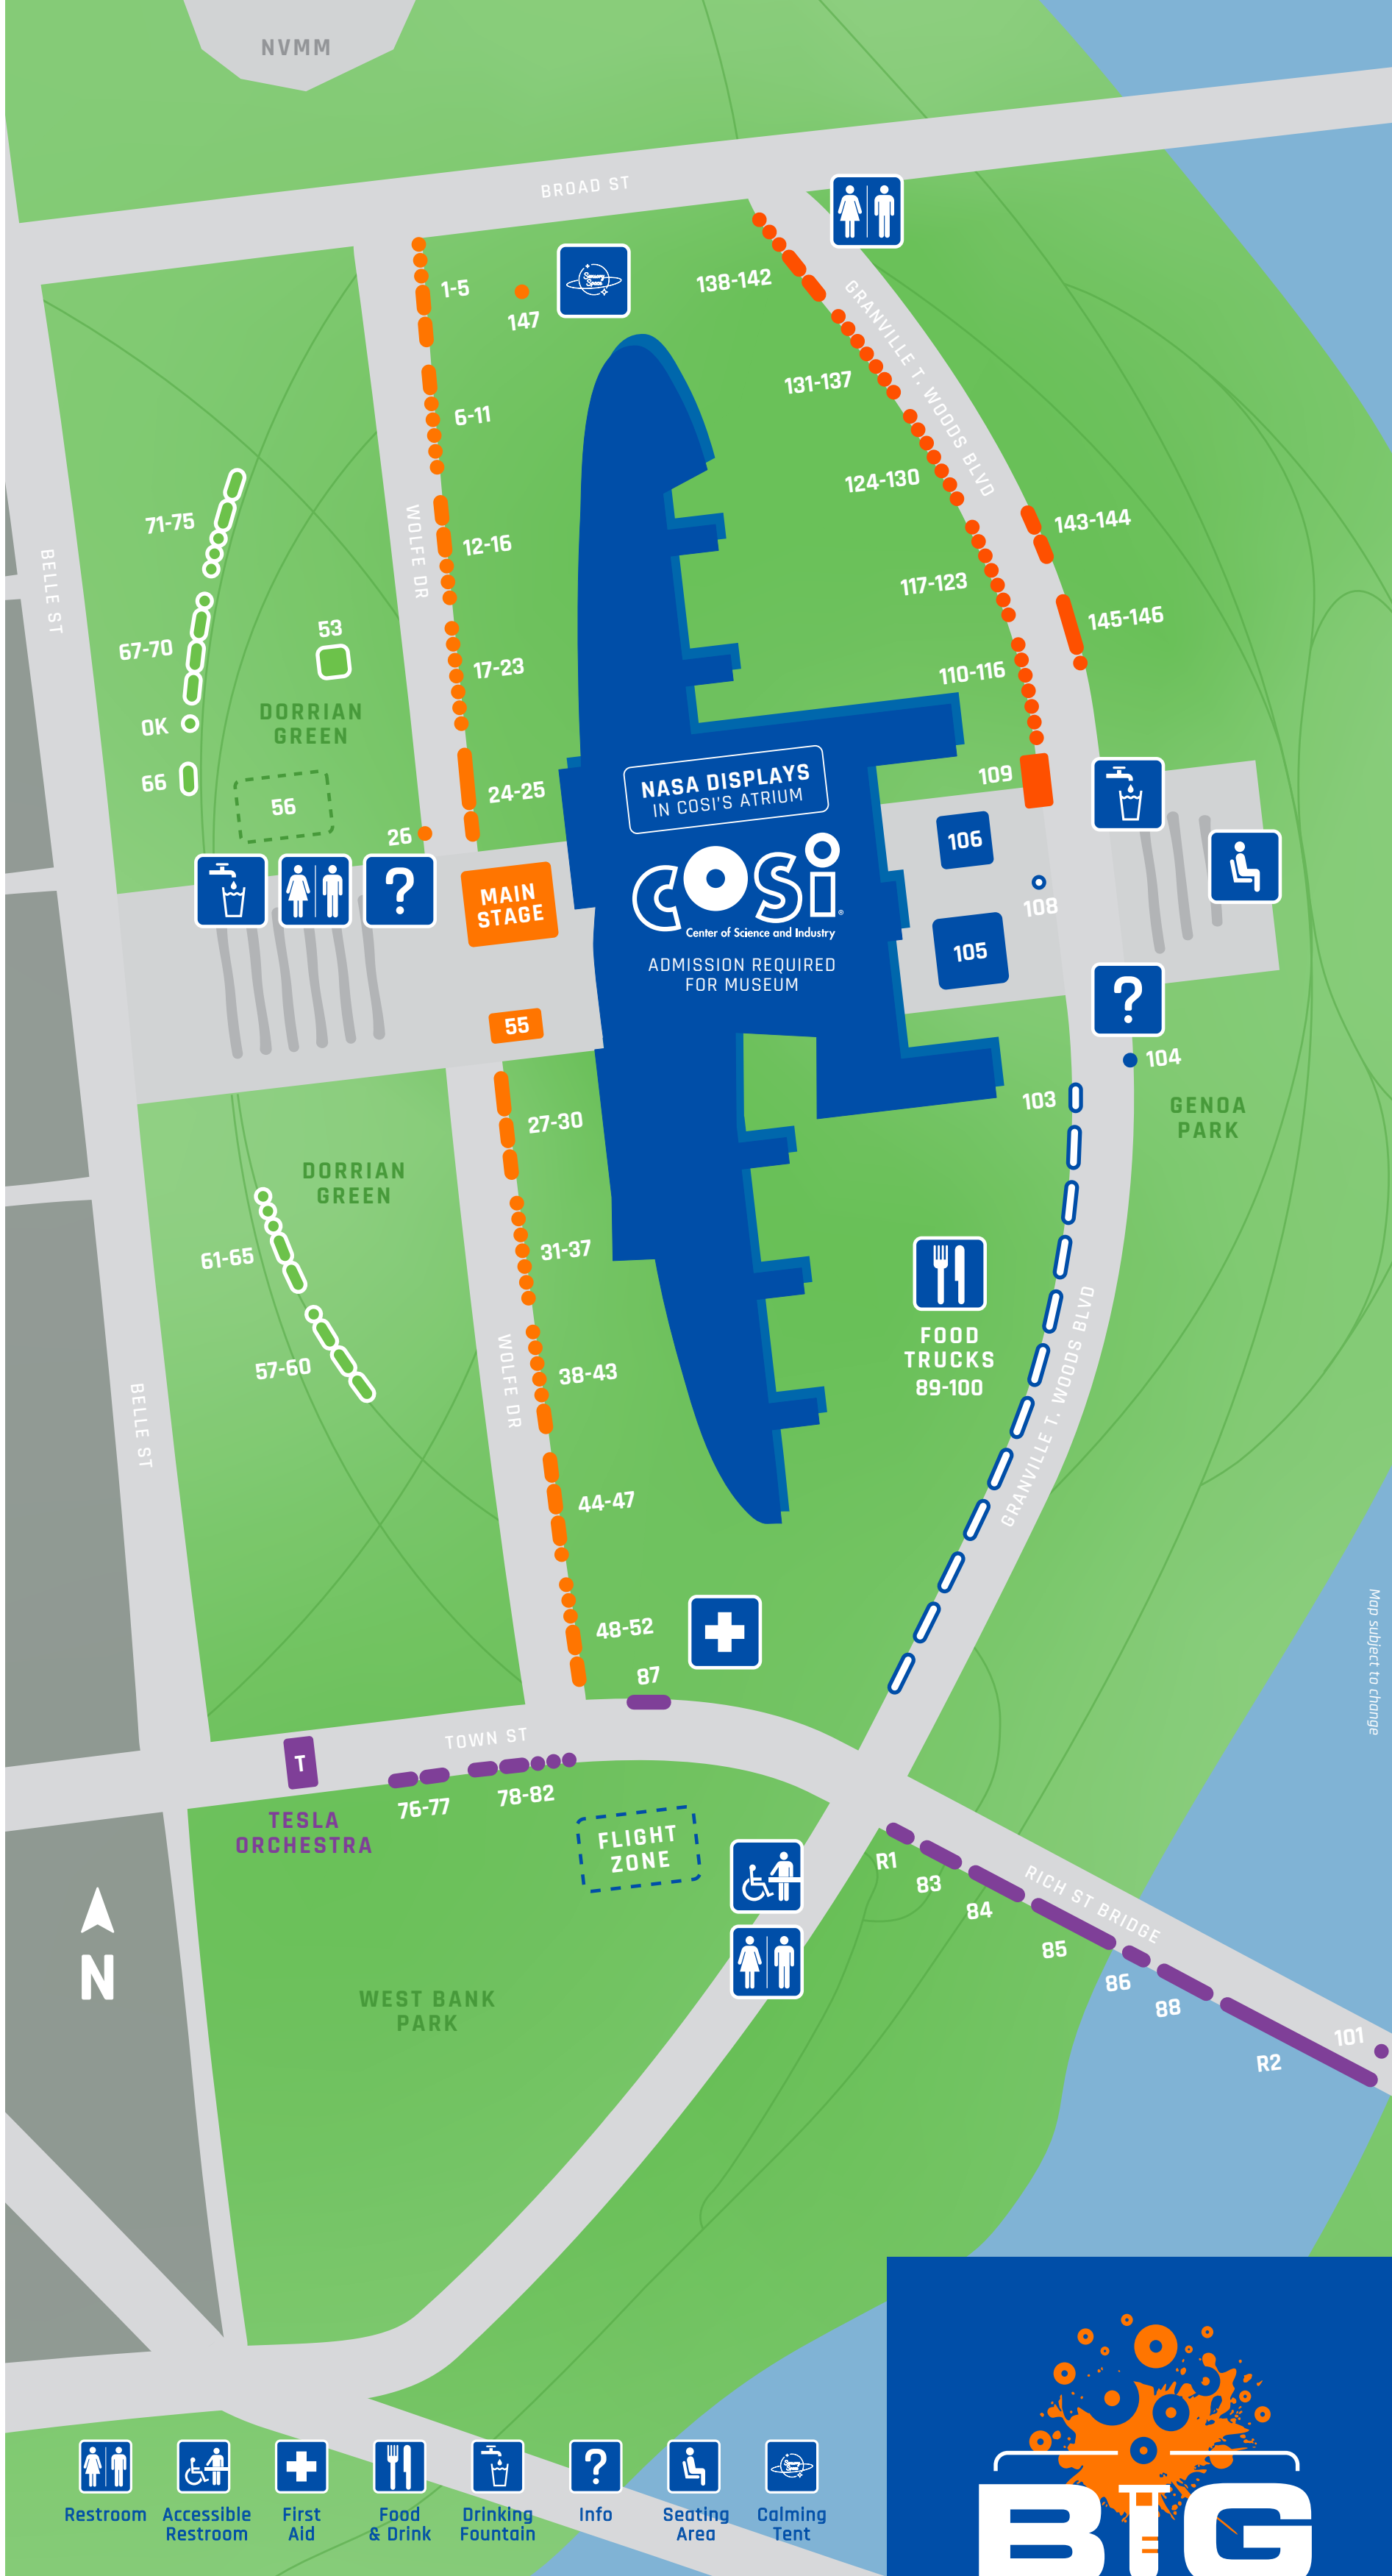 NVMM
BROAD ST
1-5
147
Sensory
Space
138-142
GRANVILLE T. WOODS BLVD
131-137
6-11
124-130
71-75
WOLFE DR
12-16
143-144
BELLE ST
117-123
145-146
67-70
53
17-23
110-116
OK
DORRIAN
GREEN
66
56
24-25
26
NASA DISPLAYS
IN COSI'S ATRIUM
109
106
?
MAIN
STAGE
COSi®
Center of Science and Industry
ADMISSION REQUIRED
FOR MUSEUM
108
105
?
55
104
103
27-30
GENOA
PARK
DORRIAN
GREEN
61-65
31-37
57-60
WOLFE DR
38-43
FOOD
TRUCKS
89-100
GRANVILLE T. WOODS BLVD
BELLE ST
44-47
48-52
87
Map subject to change
TOWN ST
T
TESLA
ORCHESTRA
76-77
78-82
FLIGHT
ZONE
R1
83
84
85
86
88
R2
101
RICH ST BRIDGE
N
WEST BANK
PARK
?
Restroom
Accessible
Restroom
First
Aid
Food
& Drink
Drinking
Fountain
Info
Seating
Area
Calming
Tent
BIG